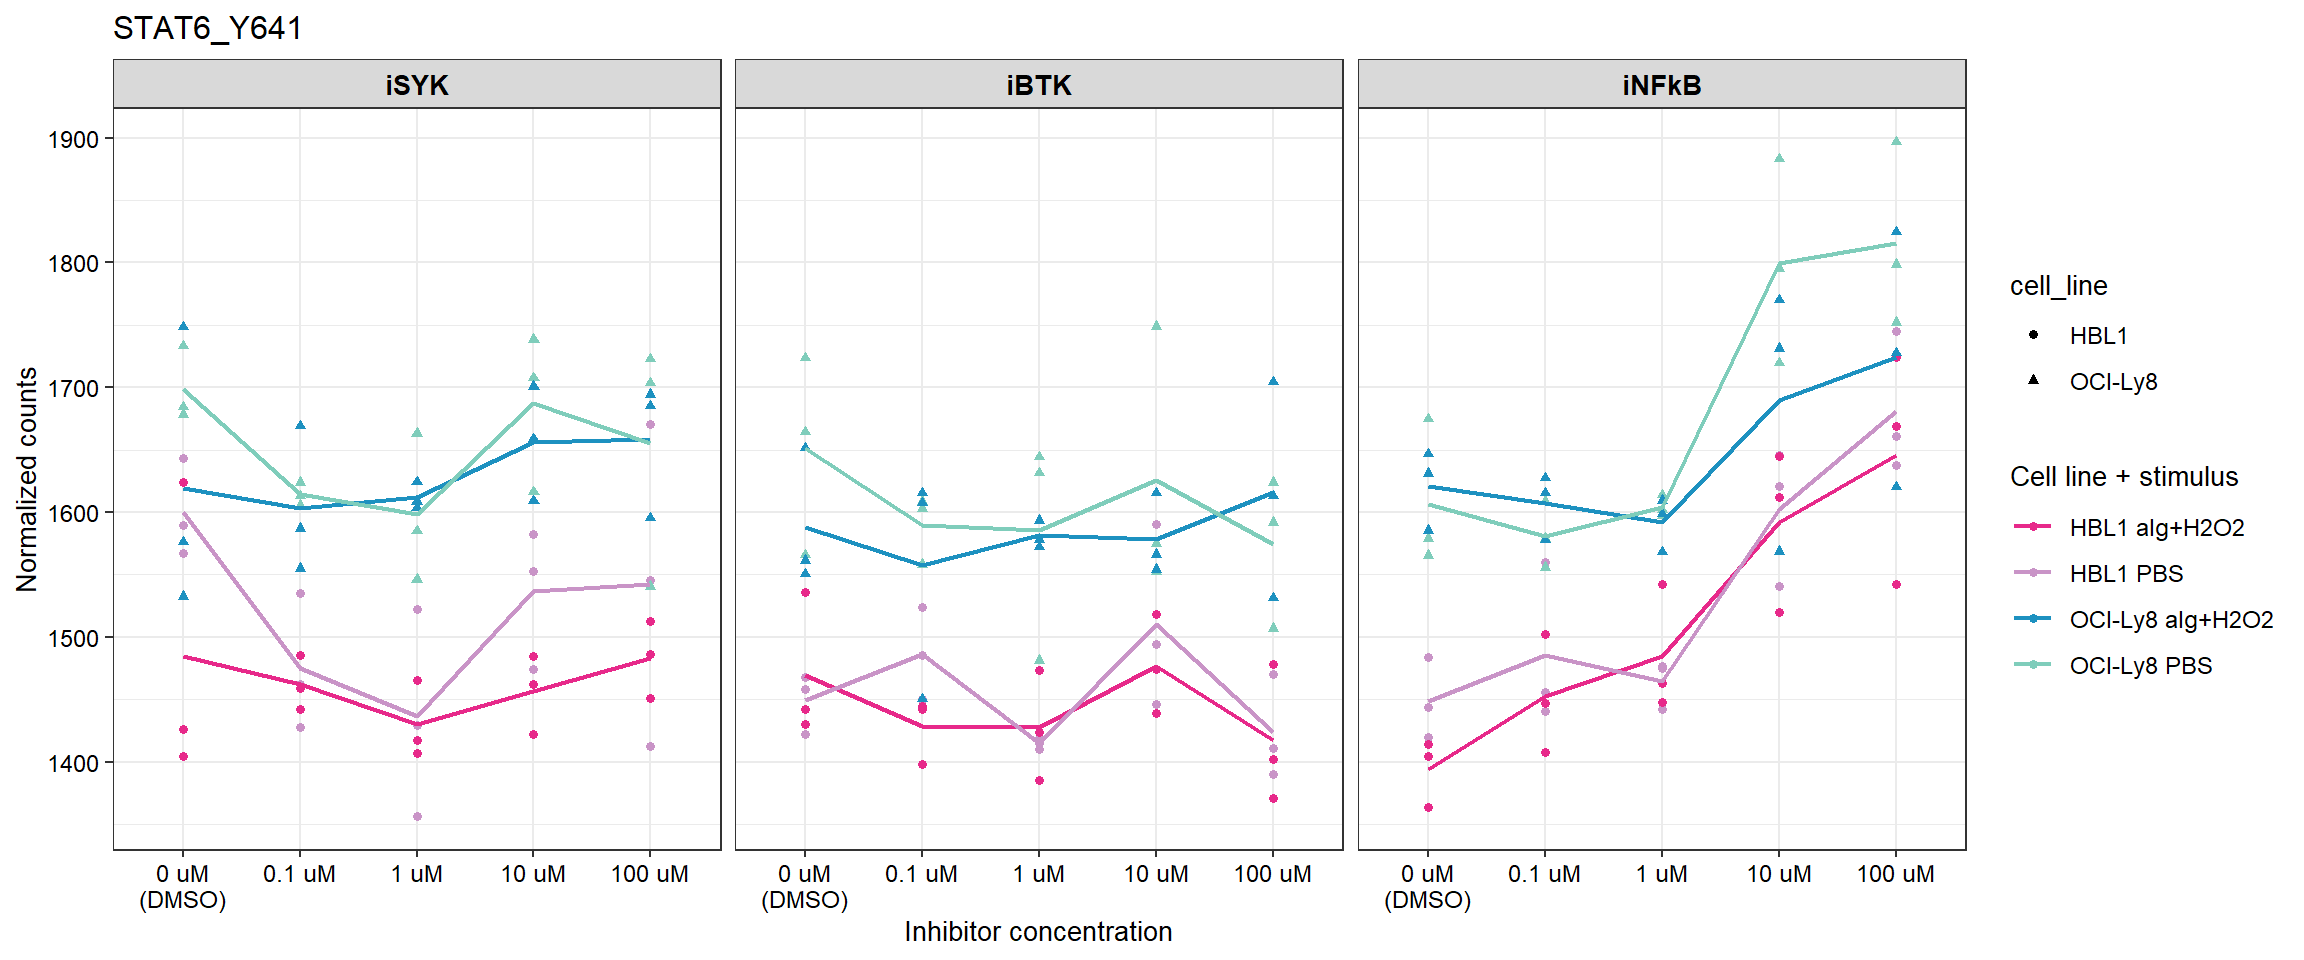 STAT6_Y641
iSYK
iBTK
iNFkB
Normalized counts
1900
1800
1700
1600
1500
1400
0 uM
(DMSO)
0.1 uM
1 uM
10 uM
100 uM
0 uM
(DMSO)
0.1 uM
1 uM
10 uM
100 uM
0 uM
(DMSO)
0.1 uM
1 uM
10 uM
100 uM
Inhibitor concentration
cell_line
HBL1
OCI-Ly8
Cell line + stimulus
HBL1 aIg+H2O2
HBL1 PBS
OCI-Ly8 aIg+H2O2
OCI-Ly8 PBS